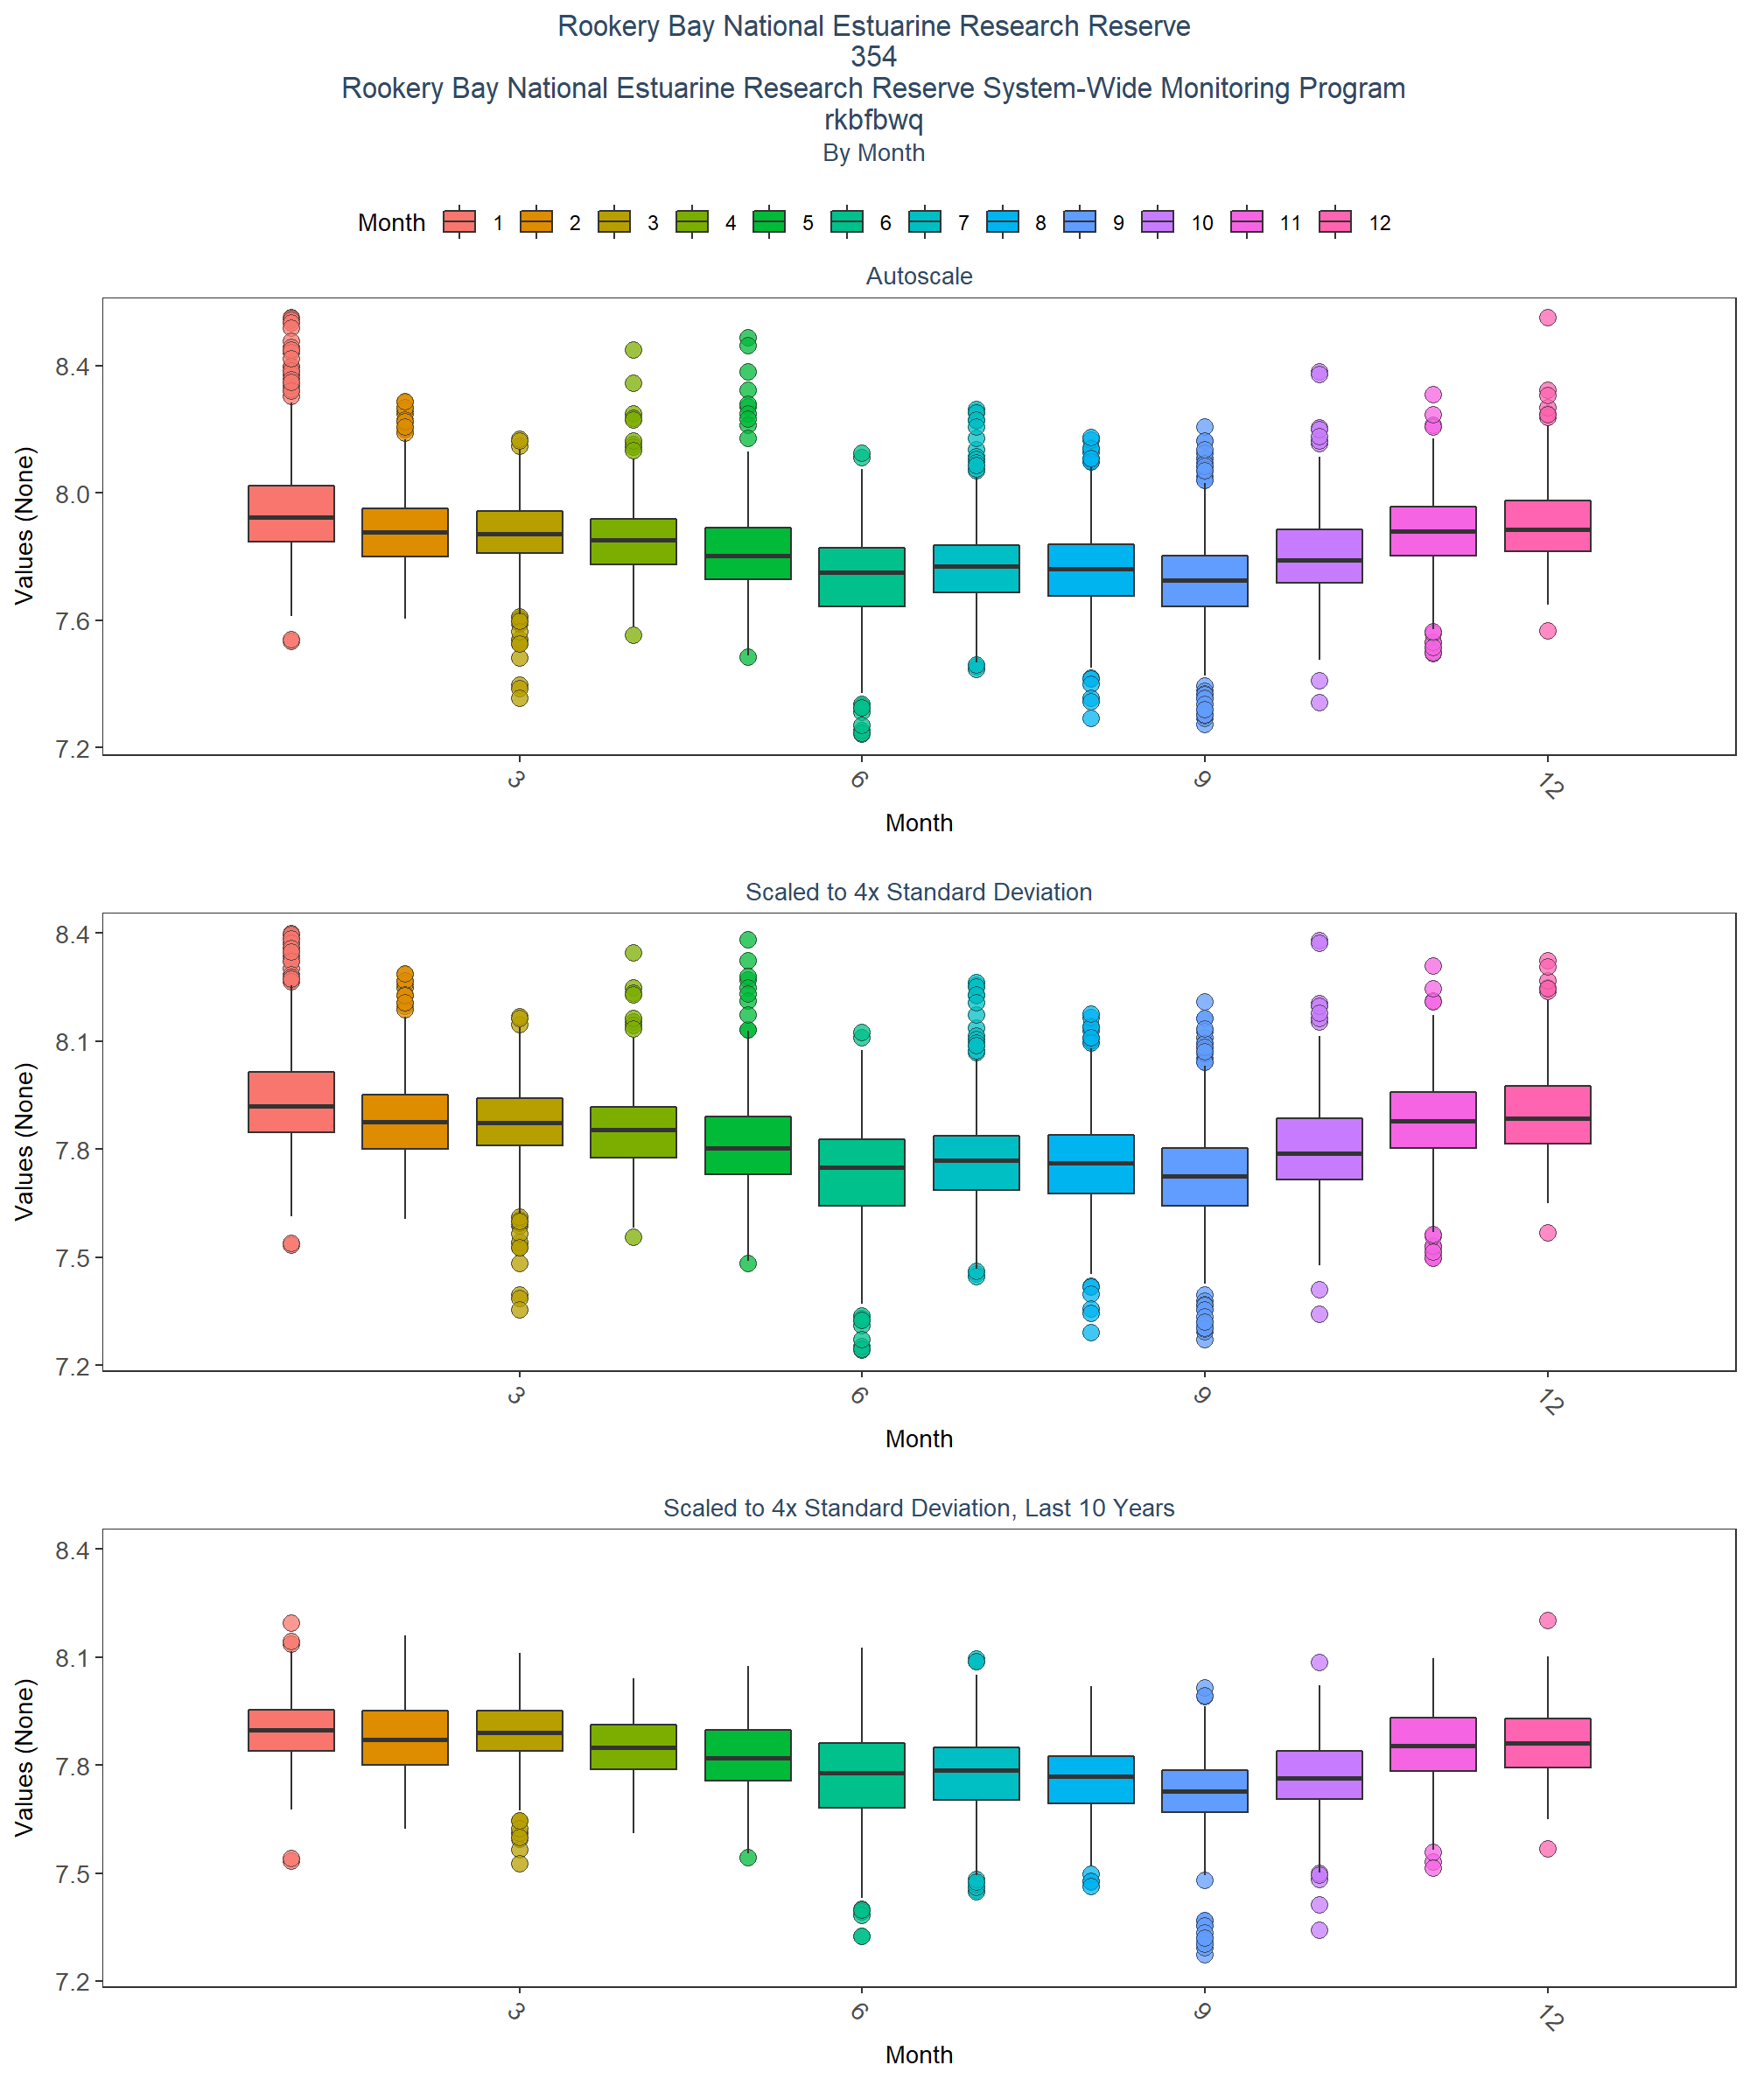 Rookery Bay National Estuarine Research Reserve
354
Rookery Bay National Estuarine Research Reserve System-Wide Monitoring Program
rkbfbwq
By Month
Month 1 2 3 4 5 6 7 8 9 10 11 12
Autoscale
Values (None)
8.4
8.0
7.6
7.2
3 6 9 12
Month
Scaled to 4x Standard Deviation
Values (None)
8.4
8.1
7.8
7.5
7.2
3 6 9 12
Month
Scaled to 4x Standard Deviation, Last 10 Years
Values (None)
8.4
8.1
7.8
7.5
7.2
3 6 9 12
Month